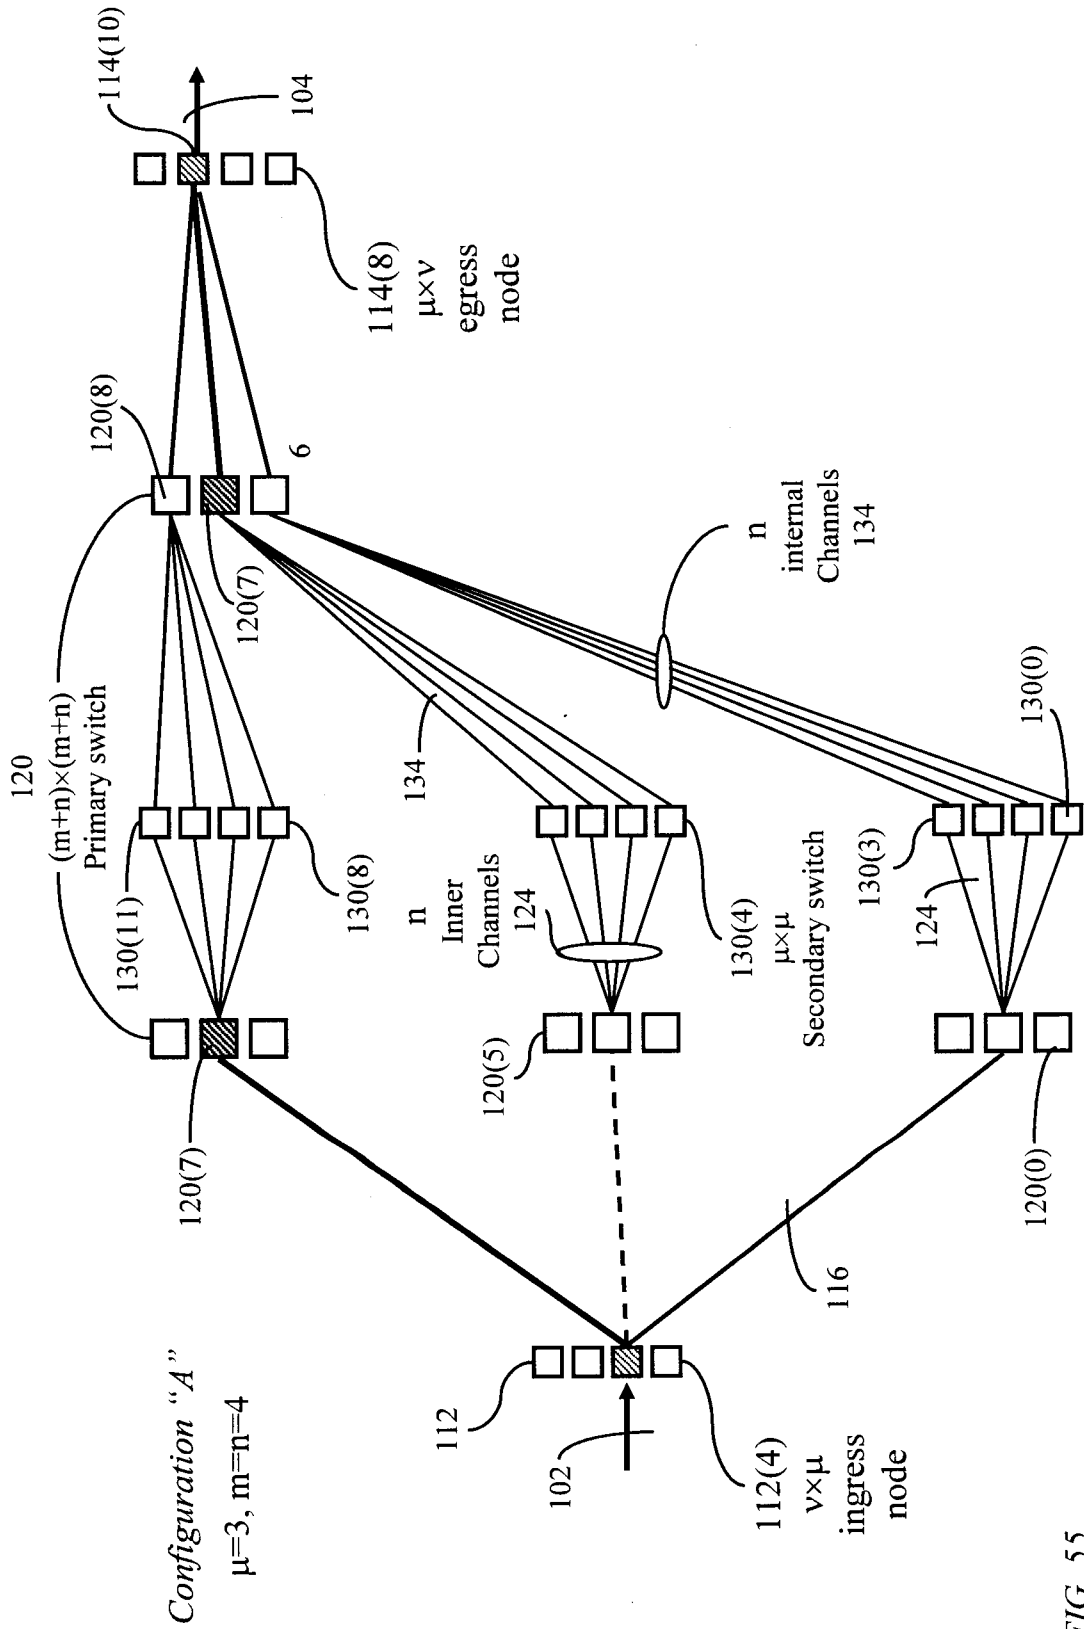 Configuration “A”
μ=3, m=n=4
120
(m+n)×(m+n)
Primary switch
120(7)
130(11)
130(8)
120(8)
120(7)
6
114(10)
104
114(8)
μ×ν
egress
node
134
n
Inner
Channels
124
120(5)
130(4)
μ×μ
Secondary switch
n
internal
Channels
134
112
102
112(4)
ν×μ
ingress
node
116
130(3)
124
130(0)
120(0)
FIG. 55